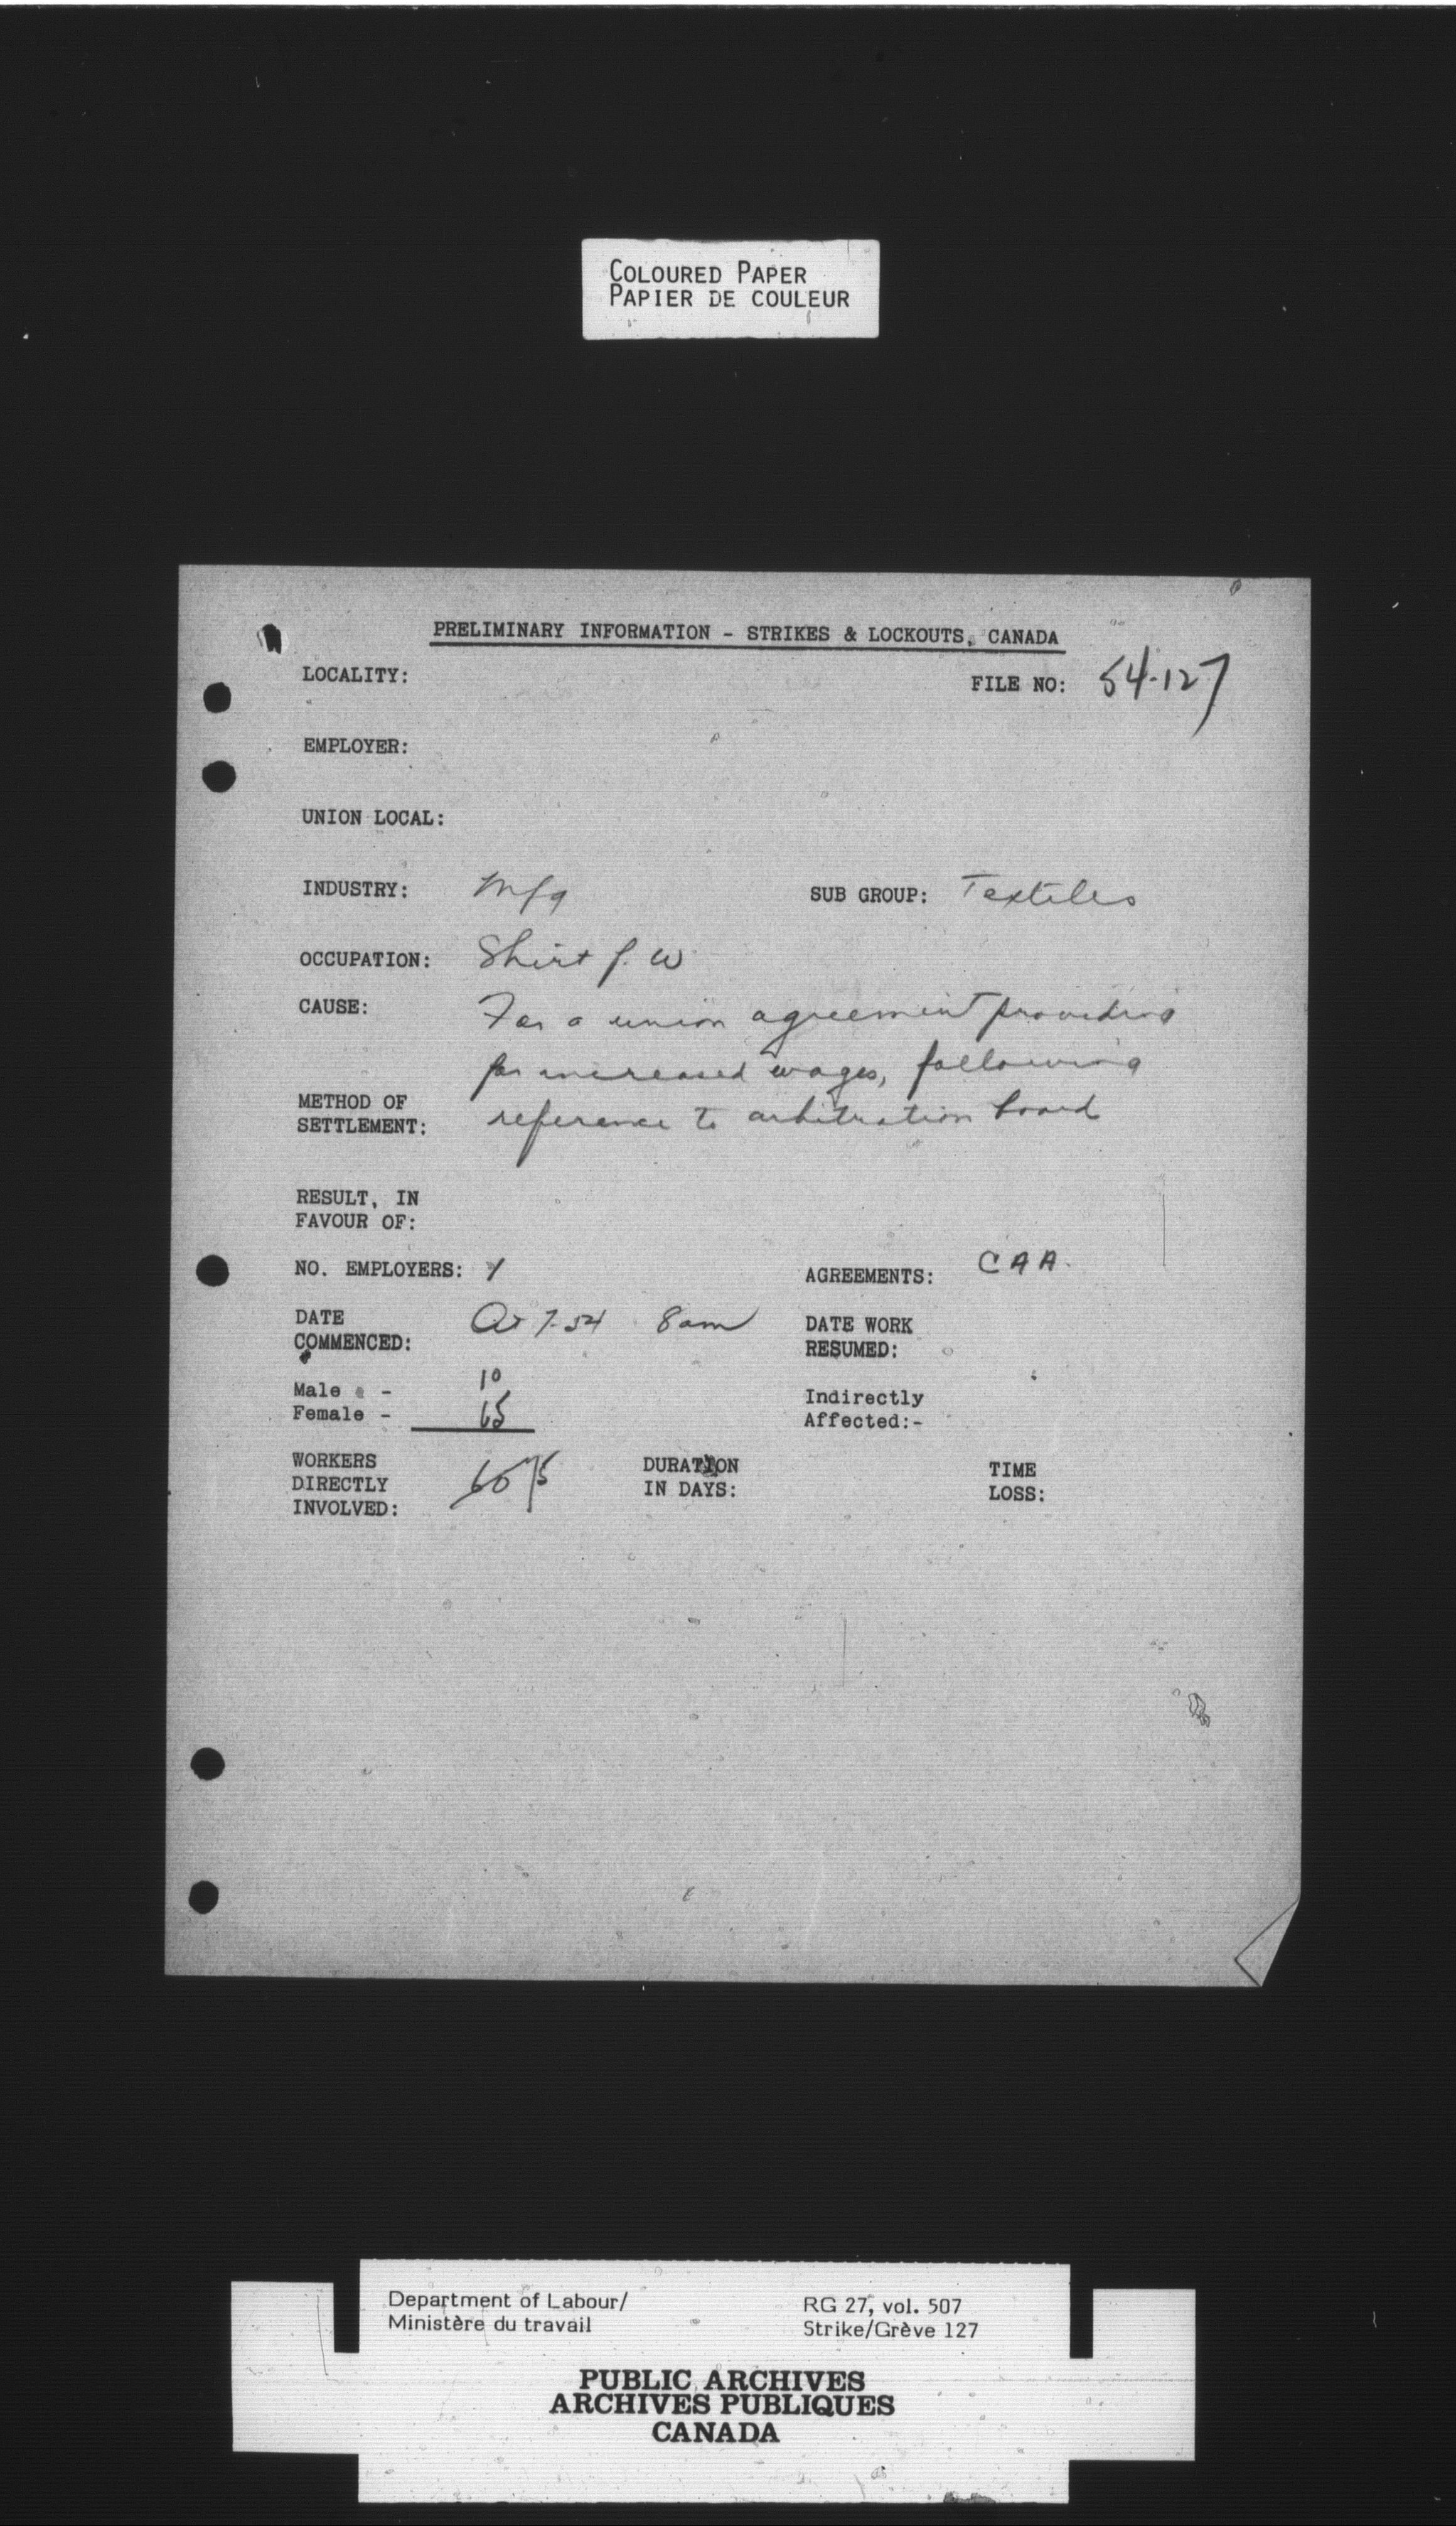 COLOURED PAPER
PAPIER DE COULEUR
PRELIMINARY INFORMATION - STRIKES & LOCKOUTS, CANADA
LOCALITY:
FILE NO: 54-127
EMPLOYER:
UNION LOCAL:
INDUSTRY: Mfg SUB GROUP: Textiles
OCCUPATION: Shirt f. w
CAUSE: For a union agreement providing
for increased wages, following
METHOD OF
SETTLEMENT: reference to arbitration board
RESULT, IN
FAVOUR OF:
NO. EMPLOYERS: 1 AGREEMENTS: CAA.
DATE
COMMENCED: 7-54 8am
DATE WORK
RESUMED:
Male - 10
Female - 65
Indirectly
Affected:-
WORKERS
DIRECTLY
INVOLVED: 60 75
DURATION
IN DAYS:
TIME
LOSS:
Department of Labour/
Ministère du travail
RG 27, vol. 507
Strike/Grève 127
PUBLIC ARCHIVES
ARCHIVES PUBLIQUES
CANADA